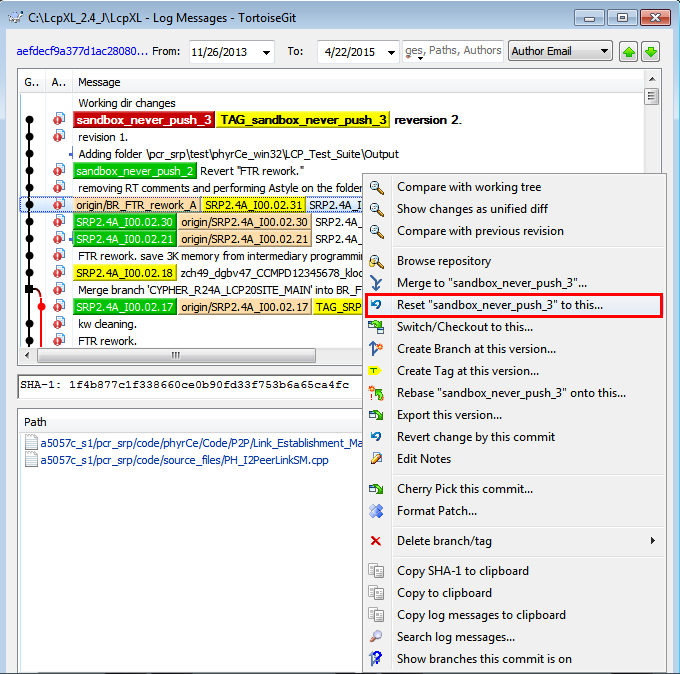 C:\LcpXL_2.4_J\LcpXL - Log Messages - TortoiseGit
aefdecf9a377d1ac28080... From: 11/26/2013 To: 4/22/2015 ges, Paths, Authors Author Email
G.. A.. Message
Working dir changes
sandbox_never_push_3 TAG_sandbox_never_push_3 reversion 2.
revision 1.
Adding folder \pcr_srp\test\phyrCe_win32\LCP_Test_Suite\Output
sandbox_never_push_2 Revert "FTR rework."
removing RT comments and performing Astyle on the folder
origin/BR_FTR_rework_A SRP2.4A_I00.02.31 SRP2.4A_I
SRP2.4A_I00.02.30 origin/SRP2.4A_I00.02.30 SRP2.4A_
SRP2.4A_I00.02.21 origin/SRP2.4A_I00.02.21 SRP2.4A_
FTR rework. save 3K memory from intermediary programmin
SRP2.4A_I00.02.18 zch49_dgbv47_CCMPD12345678_kloc
Merge branch 'CYPHER_R24A_LCP20SITE_MAIN' into BR_F
SRP2.4A_I00.02.17 origin/SRP2.4A_I00.02.17 TAG_SRP
kw cleaning.
FTR rework.
SHA-1: 1f4b877c1f338660ce0b90fd33f753b6a65ca4fc
Path
a5057c_s1/pcr_srp/code/phyrCe/Code/P2P/Link_Establishment_Ma
a5057c_s1/pcr_srp/code/source_files/PH_I2PeerLinkSM.cpp
Compare with working tree
Show changes as unified diff
Compare with previous revision
Browse repository
Merge to "sandbox_never_push_3"...
Reset "sandbox_never_push_3" to this...
Switch/Checkout to this...
Create Branch at this version...
Create Tag at this version...
Rebase "sandbox_never_push_3" onto this...
Export this version...
Revert change by this commit
Edit Notes
Cherry Pick this commit...
Format Patch...
Delete branch/tag
Copy SHA-1 to clipboard
Copy to clipboard
Copy log messages to clipboard
Search log messages...
Show branches this commit is on